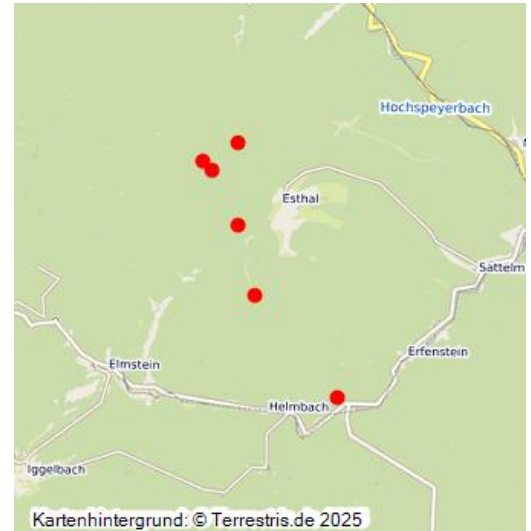 Hochspeyerbach
Esthal
Sattelm
Erfenstein
Elmstein
Helmbach
Iggelbach
Kartenhintergrund: © Terrestris.de 2025